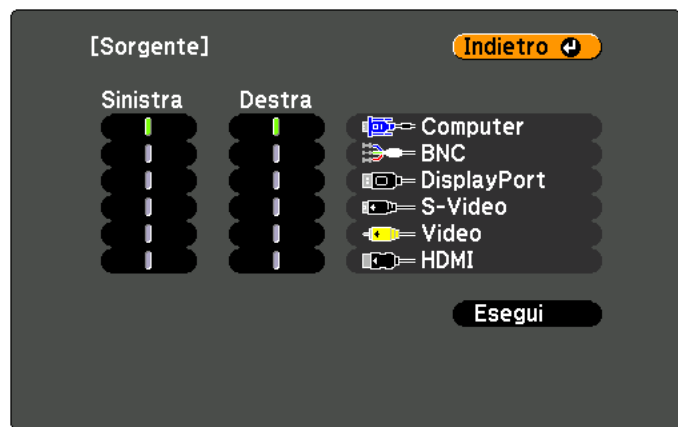 [Sorgente]
Indietro
Sinistra Destra
Computer
BNC
DisplayPort
S-Video
Video
HDMI
Esegui